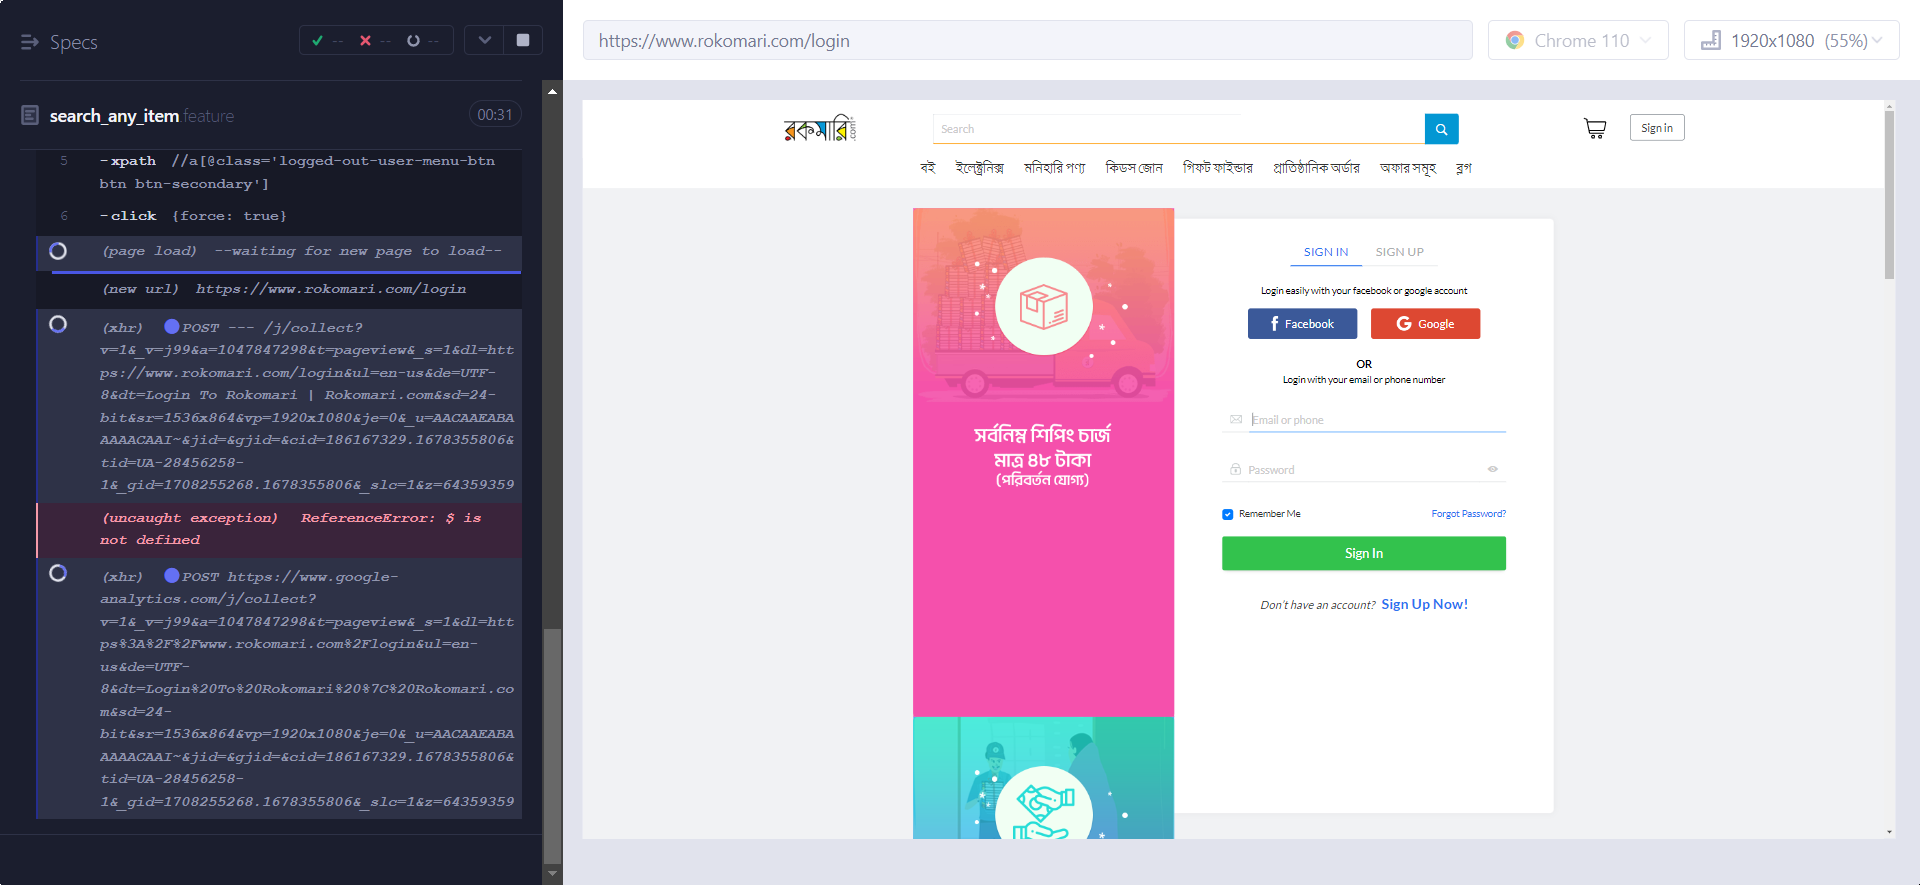 Specs
-- -- --
search_any_item feature
00:31
5 -xpath //a[@class='logged-out-user-menu-btn
btn btn-secondary']
6 -click {force: true}
(page load) --waiting for new page to load--
(new url) https://www.rokomari.com/login
(xhr) POST --- /j/collect?
v=1&_v=j99&a=1047847298&t=pageview&_s=1&dl=htt
ps://www.rokomari.com/login&ul=en-us&de=UTF-
8&dt=Login To Rokomari | Rokomari.com&sd=24-
bit&sr=1536x864&vp=1920x1080&je=0&_u=AACAAEABA
AAAACAAI~&jid=&gjid=&cid=186167329.1678355806&
tid=UA-28456258-
1&_gid=1708255268.1678355806&_slc=1&z=64359359
(uncaught exception) ReferenceError: $ is
not defined
(xhr) POST https://www.google-
analytics.com/j/collect?
v=1&_v=j99&a=1047847298&t=pageview&_s=1&dl=htt
ps%3A%2F%2Fwww.rokomari.com%2Flogin&ul=en-
us&de=UTF-
8&dt=Login%20To%20Rokomari%20%7C%20Rokomari.co
m&sd=24-
bit&sr=1536x864&vp=1920x1080&je=0&_u=AACAAEABA
AAAACAAI~&jid=&gjid=&cid=186167329.1678355806&
tid=UA-28456258-
1&_gid=1708255268.1678355806&_slc=1&z=64359359
https://www.rokomari.com/login
Chrome 110
1920x1080 (55%)
রকমারি.com
Search
Sign in
বই ইলেক্ট্রনিক্স মনিহারি পণ্য কিডস জোন গিফট ফাইন্ডার প্রাতিষ্ঠানিক অর্ডার অফার সমূহ ব্লগ
সর্বনিম্ন শিপিং চার্জ
মাত্র ৪৮ টাকা
(পরিবর্তন যোগ্য)
SIGN IN SIGN UP
Login easily with your facebook or google account
Facebook Google
OR
Login with your email or phone number
Email or phone
Password
Remember Me Forgot Password?
Sign In
Don't have an account? Sign Up Now!